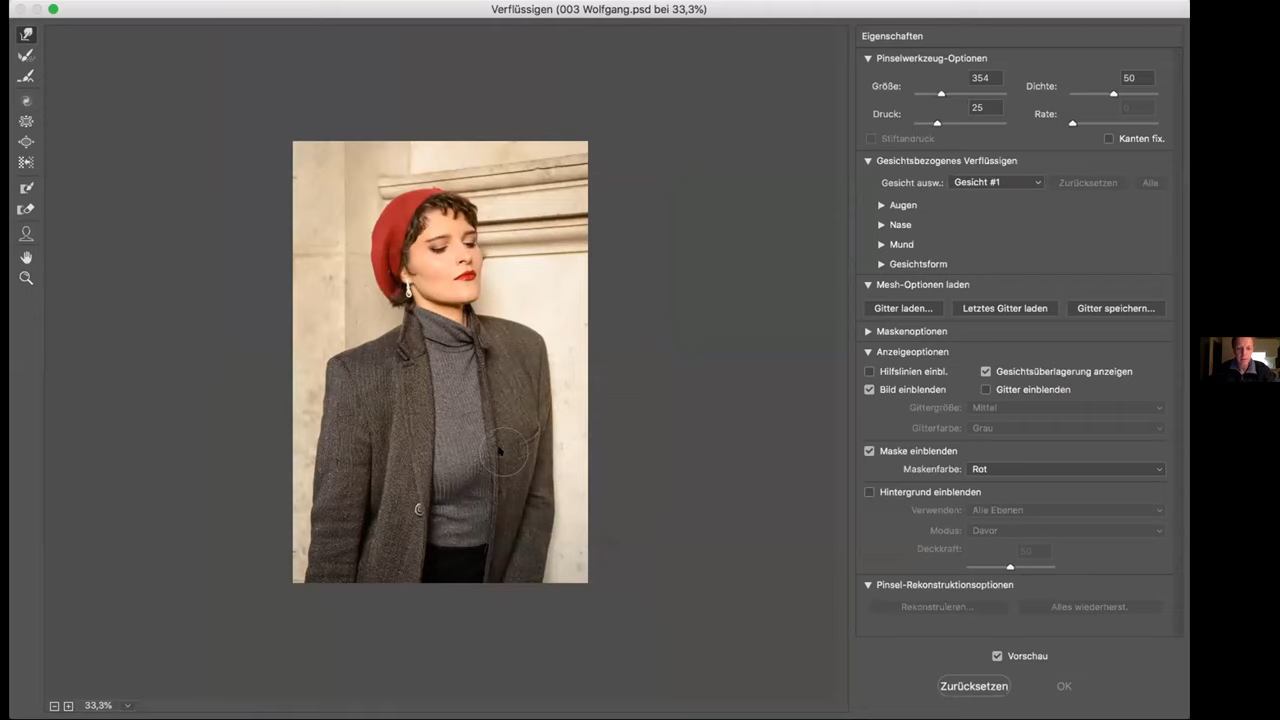 Verflüssigen (003 Wolfgang.psd bei 33,3%)
Eigenschaften
Pinselwerkzeug-Optionen
Größe: 354 Dichte: 50
Druck: 25 Rate: 0
Stiftandruck Kanten fix.
Gesichtsbezogenes Verflüssigen
Gesicht ausw.: Gesicht #1 Zurücksetzen Alle
Augen
Nase
Mund
Gesichtsform
Mesh-Optionen laden
Gitter laden... Letztes Gitter laden Gitter speichern...
Maskenoptionen
Anzeigeoptionen
Hilfslinien einbl. Gesichtsüberlagerung anzeigen
Bild einblenden Gitter einblenden
Gittergröße: Mittel
Gitterfarbe: Grau
Maske einblenden
Maskenfarbe: Rot
Hintergrund einblenden
Verwenden: Alle Ebenen
Modus: Davor
Deckkraft: 50
Pinsel-Rekonstruktionsoptionen
Rekonstruieren... Alles wiederherst.
Vorschau
Zurücksetzen OK
33,3%